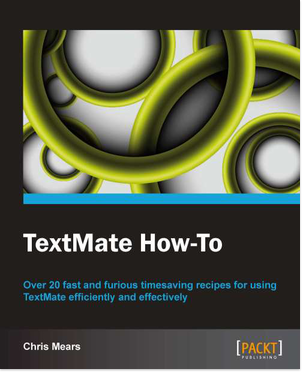 TextMate How-To
Over 20 fast and furious timesaving recipes for using
TextMate efficiently and effectively
Chris Mears
[PACKT]
PUBLISHING